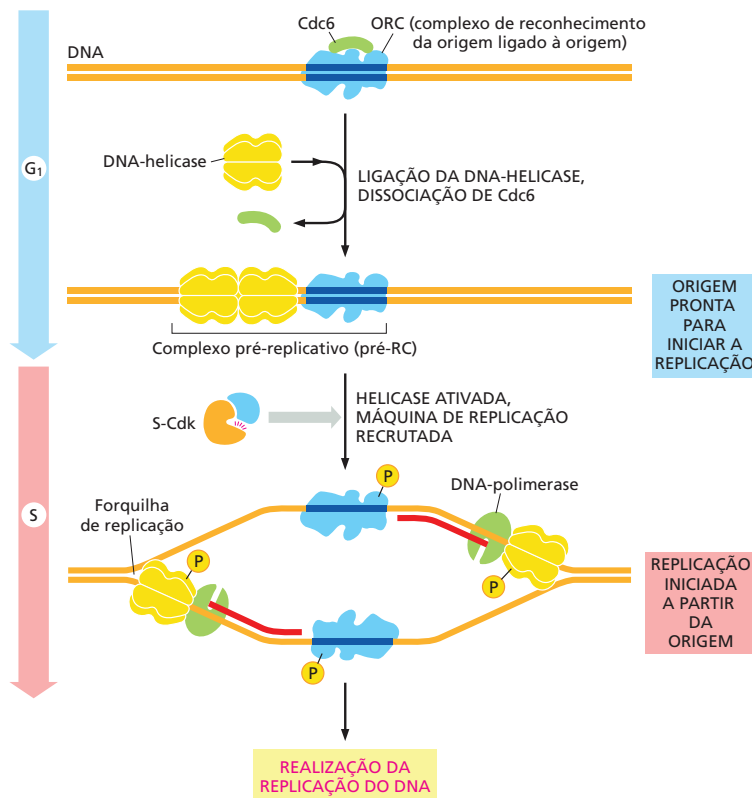 Cdc6
ORC (complexo de reconhecimento
da origem ligado à origem)
DNA
G1
DNA-helicase
LIGAÇÃO DA DNA-HELICASE,
DISSOCIAÇÃO DE Cdc6
ORIGEM
PRONTA
PARA
INICIAR A
REPLICAÇÃO
Complexo pré-replicativo (pré-RC)
S-Cdk
HELICASE ATIVADA,
MÁQUINA DE REPLICAÇÃO
RECRUTADA
P
DNA-polimerase
S
Forquilha
de replicação
P
P
REPLICAÇÃO
INICIADA
A PARTIR
DA
ORIGEM
P
REALIZAÇÃO DA
REPLICAÇÃO DO DNA